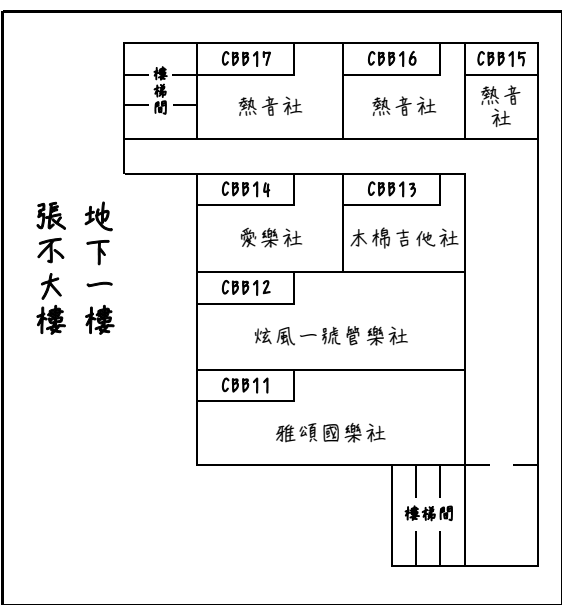 張不大樓
地下一樓
樓梯間
CBB17
熱音社
CBB16
熱音社
CBB15
熱音
社
CBB14
愛樂社
CBB13
木棉吉他社
CBB12
炫風一號管樂社
CBB11
雅頌國樂社
樓梯間